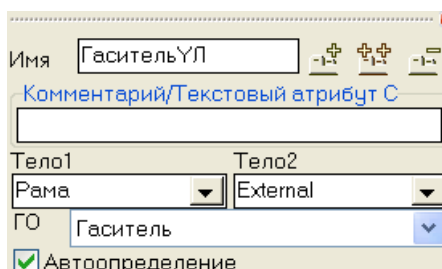 Имя ГасительУЛ
Комментарий/Текстовый атрибут C
Тело1 Тело2
Рама External
ГО Гаситель
Автоопределение